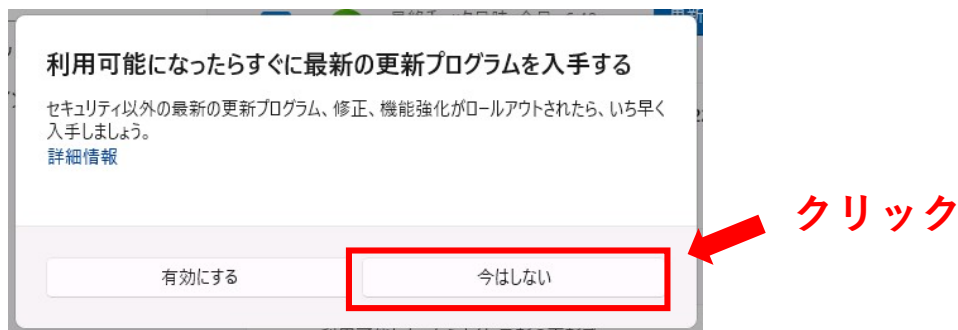 利用可能になったらすぐに最新の更新プログラムを入手する
セキュリティ以外の最新の更新プログラム、修正、機能強化がロールアウトされたら、いち早く
入手しましょう。
詳細情報
クリック
有効にする
今はしない